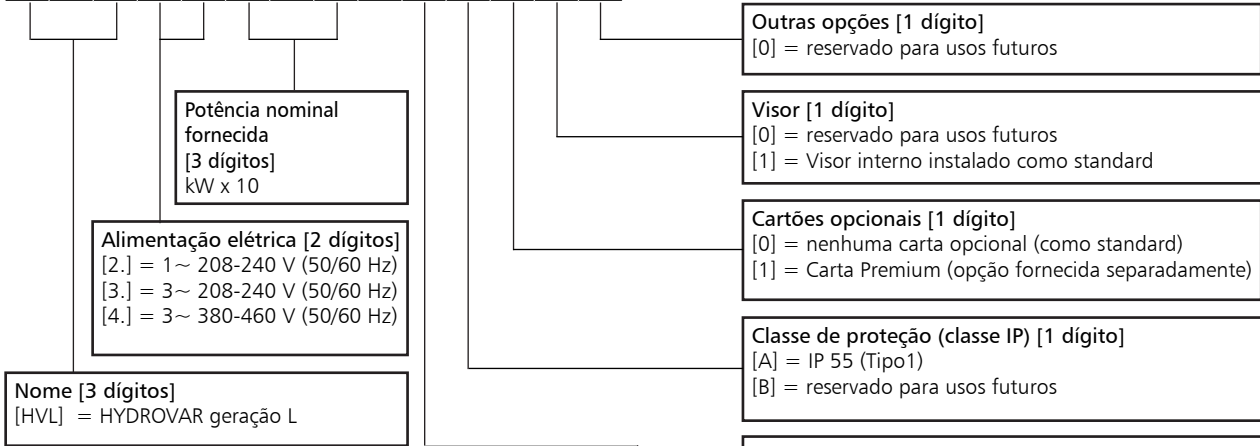 Outras opções [1 dígito]
[0] = reservado para usos futuros
Potência nominal
fornecida
[3 dígitos]
kW x 10
Visor [1 dígito]
[0] = reservado para usos futuros
[1] = Visor interno instalado como standard
Alimentação elétrica [2 dígitos]
[2.] = 1~ 208-240 V (50/60 Hz)
[3.] = 3~ 208-240 V (50/60 Hz)
[4.] = 3~ 380-460 V (50/60 Hz)
Cartões opcionais [1 dígito]
[0] = nenhuma carta opcional (como standard)
[1] = Carta Premium (opção fornecida separadamente)
Classe de proteção (classe IP) [1 dígito]
[A] = IP 55 (Tipo1)
[B] = reservado para usos futuros
Nome [3 dígitos]
[HVL] = HYDROVAR geração L